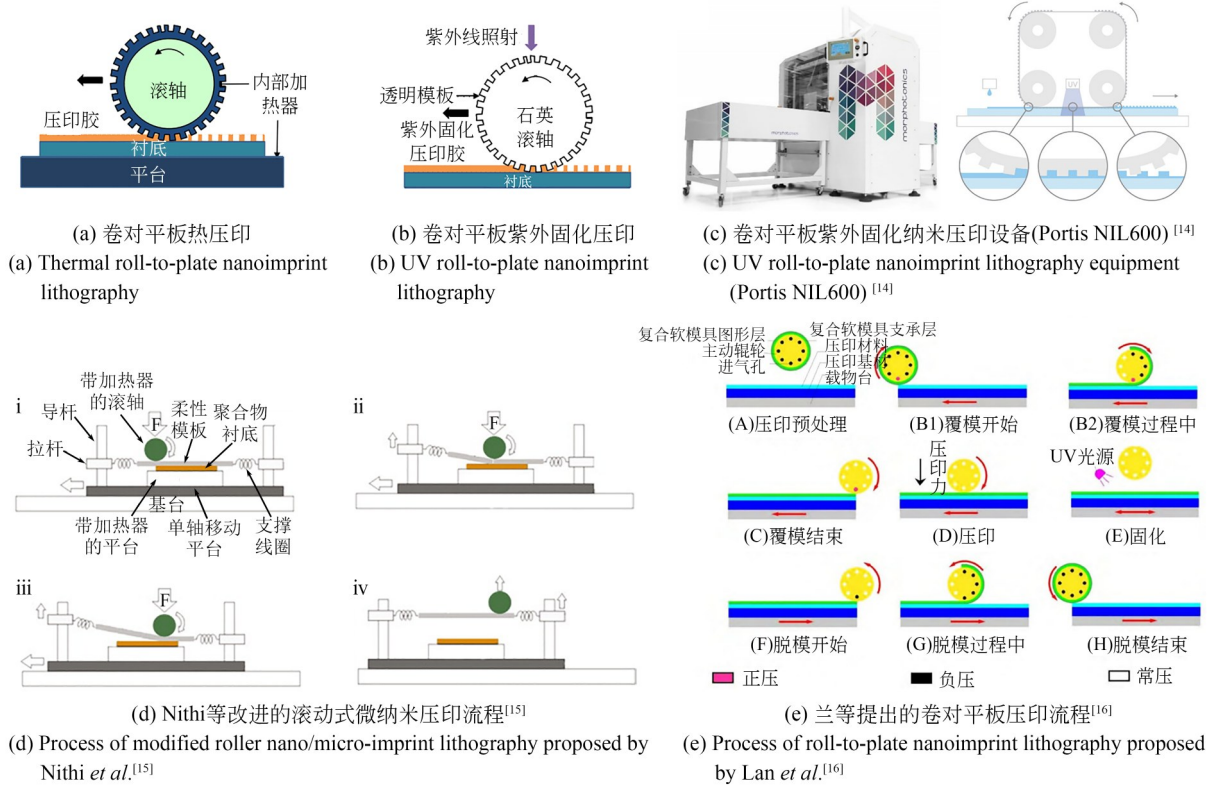 滚轴
内部加
热器
压印胶
衬底
平台
(a) 卷对平板热压印
(a) Thermal roll-to-plate nanoimprint
lithography
紫外线照射
透明模板
紫外固化
压印胶
石英
滚轴
衬底
(b) 卷对平板紫外固化压印
(b) UV roll-to-plate nanoimprint
lithography
morphotonics
morphotonics
UV
(c) 卷对平板紫外固化纳米压印设备(Portis NIL600) [14]
(c) UV roll-to-plate nanoimprint lithography equipment
(Portis NIL600) [14]
i
带加热器
的滚轴
导杆
拉杆
F
柔性
模板
聚合物
衬底
基台
带加热器
的平台
单轴移动
平台
支撑
线圈
ii
F
iii
F
iv
(d) Nithi等改进的滚动式微纳米压印流程[15]
(d) Process of modified roller nano/micro-imprint lithography proposed by
Nithi et al.[15]
复合软模具图形层
主动辊轮
进气孔
复合软模具支承层
压印材料
压印基材
载物台
(A)压印预处理
(B1)覆模开始
(B2)覆模过程中
(C)覆模结束
压印力
(D)压印
UV光源
(E)固化
(F)脱模开始
(G)脱模过程中
(H)脱模结束
正压
负压
常压
(e) 兰等提出的卷对平板压印流程[16]
(e) Process of roll-to-plate nanoimprint lithography proposed
by Lan et al.[16]